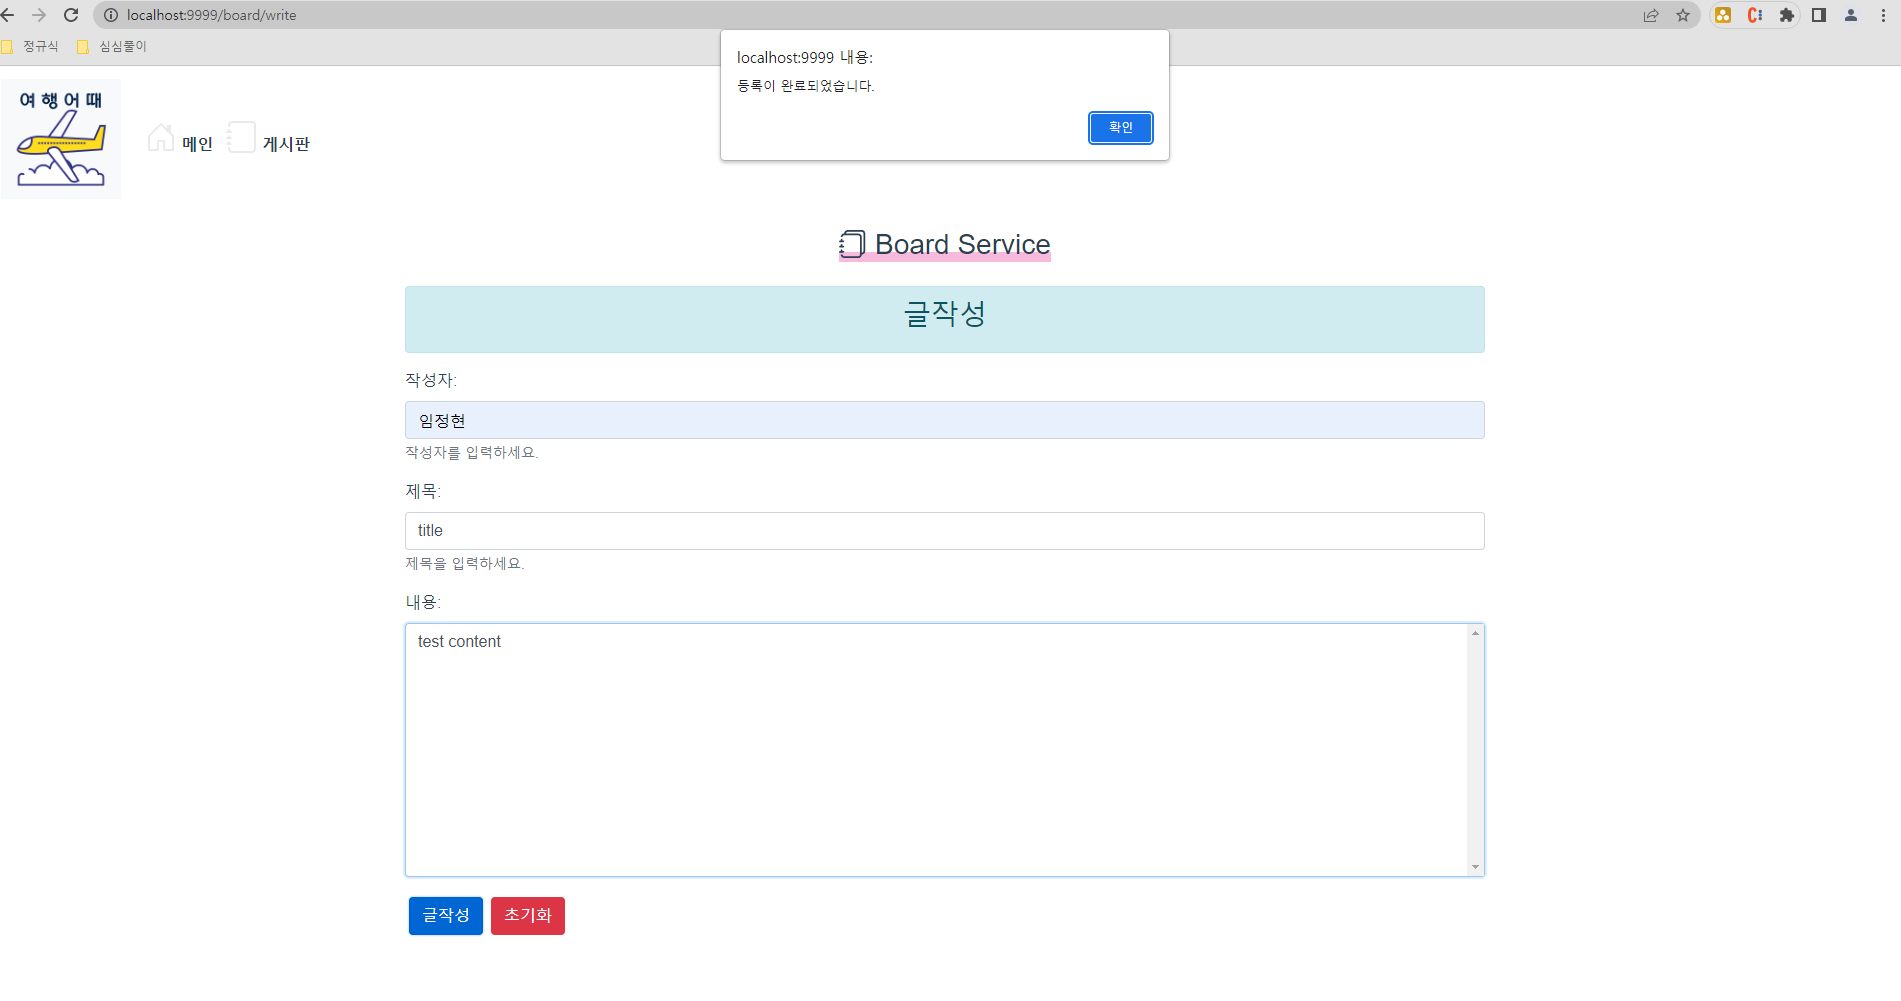 localhost:9999/board/write
정규식 심심풀이
localhost:9999 내용:
등록이 완료되었습니다.
확인
여행어때
메인 게시판
Board Service
글작성
작성자:
임정현
작성자를 입력하세요.
제목:
title
제목을 입력하세요.
내용:
test content
글작성 초기화